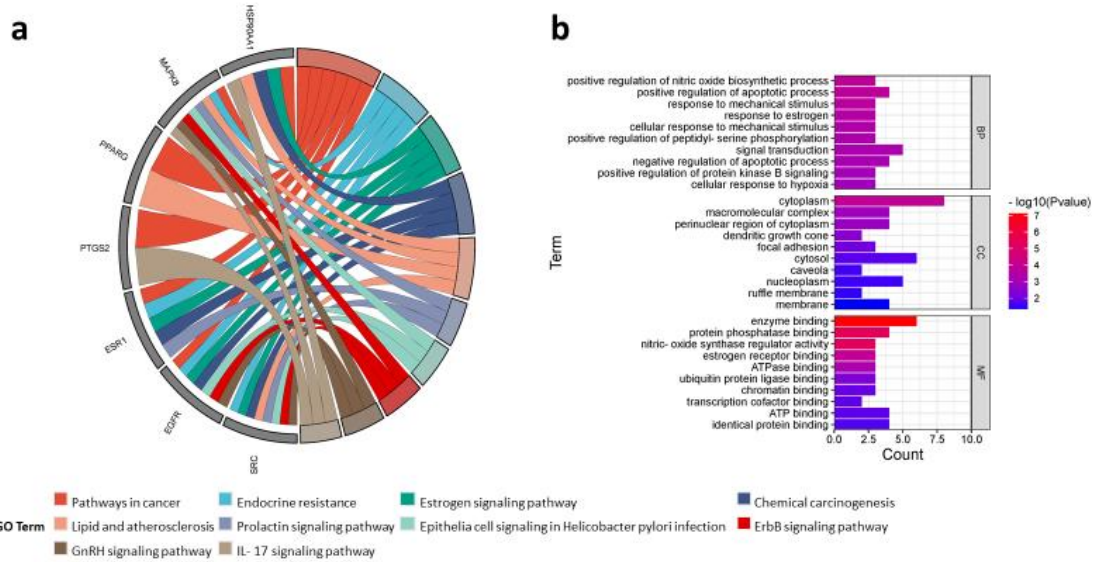 a
b
HSP90AA1
MAPK8
PPARG
PTGS2
ESR1
EGFR
SRC
GO Term
Pathways in cancer
Endocrine resistance
Estrogen signaling pathway
Chemical carcinogenesis
Lipid and atherosclerosis
Prolactin signaling pathway
Epithelia cell signaling in Helicobacter pylori infection
ErbB signaling pathway
GnRH signaling pathway
IL- 17 signaling pathway
Term
positive regulation of nitric oxide biosynthetic process
positive regulation of apoptotic process
response to mechanical stimulus
response to estrogen
cellular response to mechanical stimulus
positive regulation of peptidyl- serine phosphorylation
signal transduction
negative regulation of apoptotic process
positive regulation of protein kinase B signaling
cellular response to hypoxia
BP
cytoplasm
macromolecular complex
perinuclear region of cytoplasm
dendritic growth cone
focal adhesion
cytosol
caveola
nucleoplasm
ruffle membrane
membrane
CC
enzyme binding
protein phosphatase binding
nitric- oxide synthase regulator activity
estrogen receptor binding
ATPase binding
ubiquitin protein ligase binding
chromatin binding
transcription cofactor binding
ATP binding
identical protein binding
MF
0.0 2.5 5.0 7.5 10.0
Count
- log10(Pvalue)
7
6
5
4
3
2